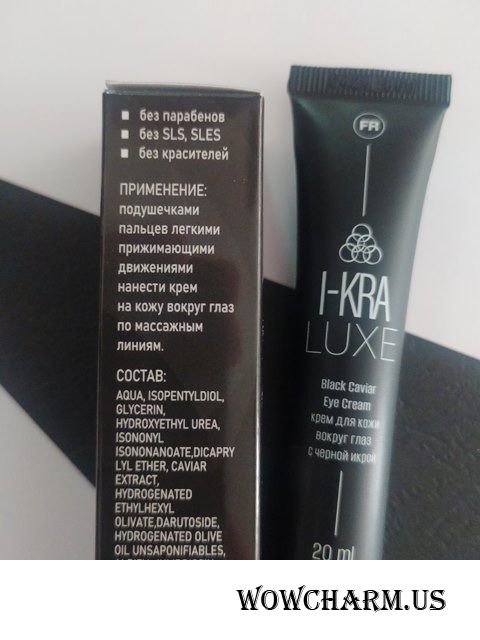 ■ без парабенов
■ без SLS, SLES
■ без красителей
ПРИМЕНЕНИЕ:
подушечками
пальцев легкими
прижимающими
движениями
нанести крем
на кожу вокруг глаз
по массажным
линиям.
СОСТАВ:
AQUA, ISOPENTYLDIOL,
GLYCERIN,
HYDROXYETHYL UREA,
ISONONYL
ISONONANOATE,DICAPRY
LYL ETHER, CAVIAR
EXTRACT,
HYDROGENATED
ETHYLHEXYL
OLIVATE,DARUTOSIDE,
HYDROGENATED OLIVE
OIL UNSAPONIFIABLES,
FR
I-KRA
LUXE
Black Caviar
Eye Cream
крем для кожи
вокруг глаз
с черной икрой
20 ml
WOWCHARM.US